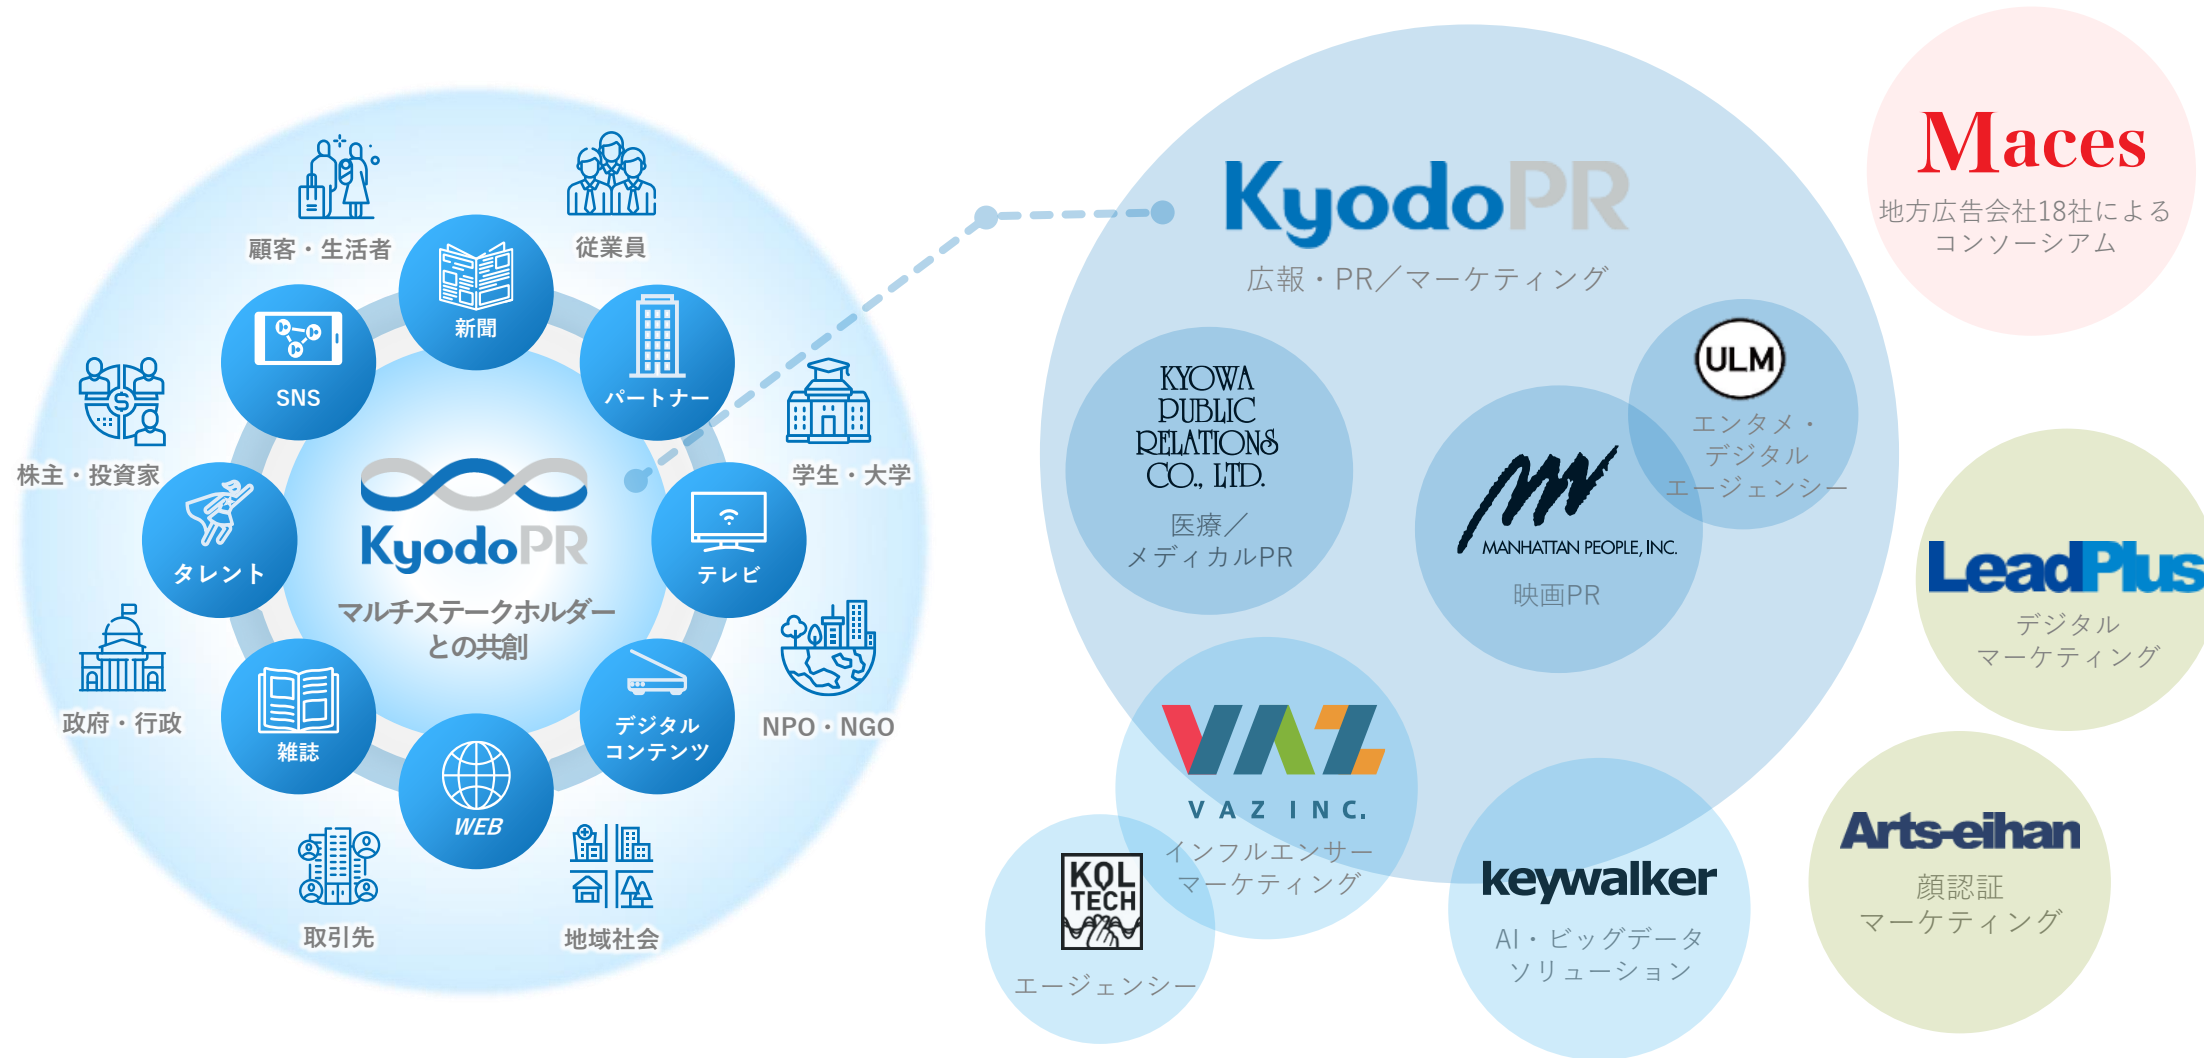 顧客・生活者
従業員
新聞
SNS
パートナー
株主・投資家
学生・大学
タレント
KyodoPR
マルチステークホルダー
との共創
テレビ
政府・行政
NPO・NGO
雑誌
デジタル
コンテンツ
WEB
取引先
地域社会
KyodoPR
広報・PR／マーケティング
KYOWA
PUBLIC
RELATIONS
CO., LTD.
医療／
メディカルPR
ULM
エンタメ・
デジタル
エージェンシー
MANHATTAN PEOPLE, INC.
映画PR
VAZ
VAZ INC.
インフルエンサー
マーケティング
KOL
TECH
エージェンシー
keywalker
AI・ビッグデータ
ソリューション
Maces
地方広告会社18社による
コンソーシアム
LeadPlus
デジタル
マーケティング
Arts-eihan
顔認証
マーケティング